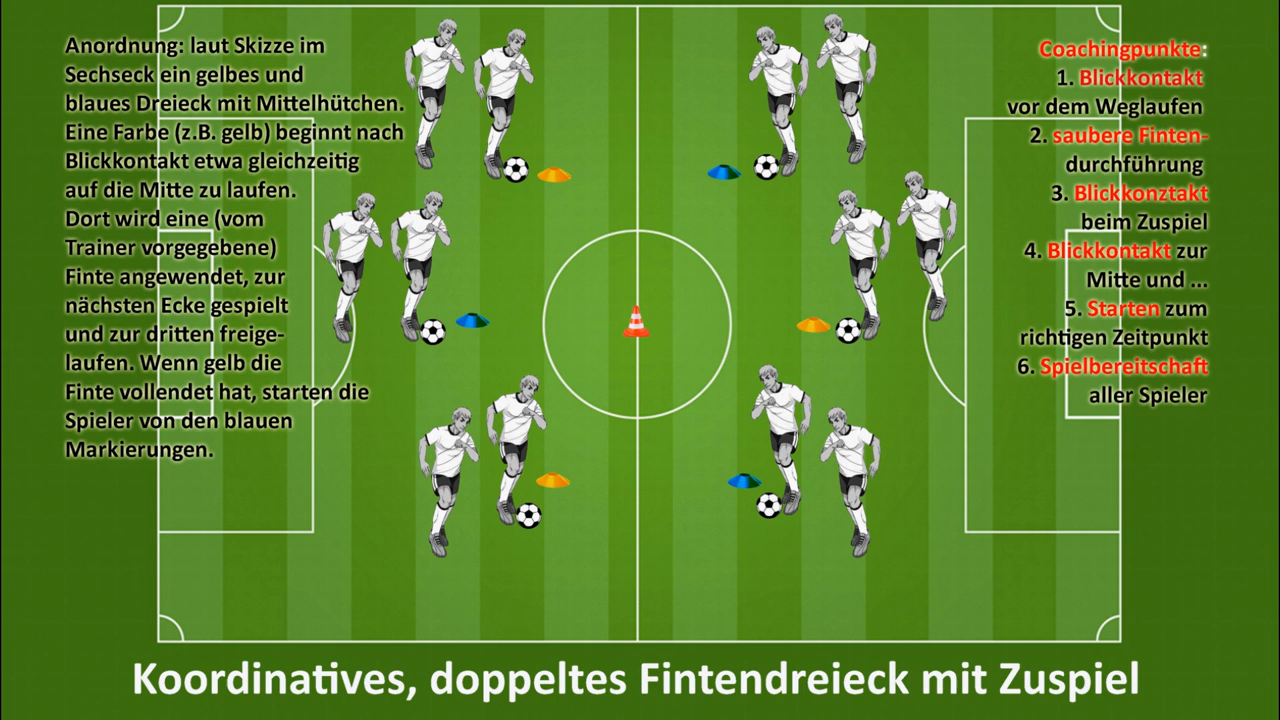 Anordnung: laut Skizze im
Sechseck ein gelbes und
blaues Dreieck mit Mittelhütchen.
Eine Farbe (z.B. gelb) beginnt nach
Blickkontakt etwa gleichzeitig
auf die Mitte zu laufen.
Dort wird eine (vom
Trainer vorgegebene)
Finte angewendet, zur
nächsten Ecke gespielt
und zur dritten freige-
laufen. Wenn gelb die
Finte vollendet hat, starten die
Spieler von den blauen
Markierungen.
Coachingpunkte:
1. Blickkontakt
vor dem Weglaufen
2. saubere Finten-
durchführung
3. Blickkonztakt
beim Zuspiel
4. Blickkontakt zur
Mitte und ...
5. Starten zum
richtigen Zeitpunkt
6. Spielbereitschaft
aller Spieler
Koordinatives, doppeltes Fintendreieck mit Zuspiel